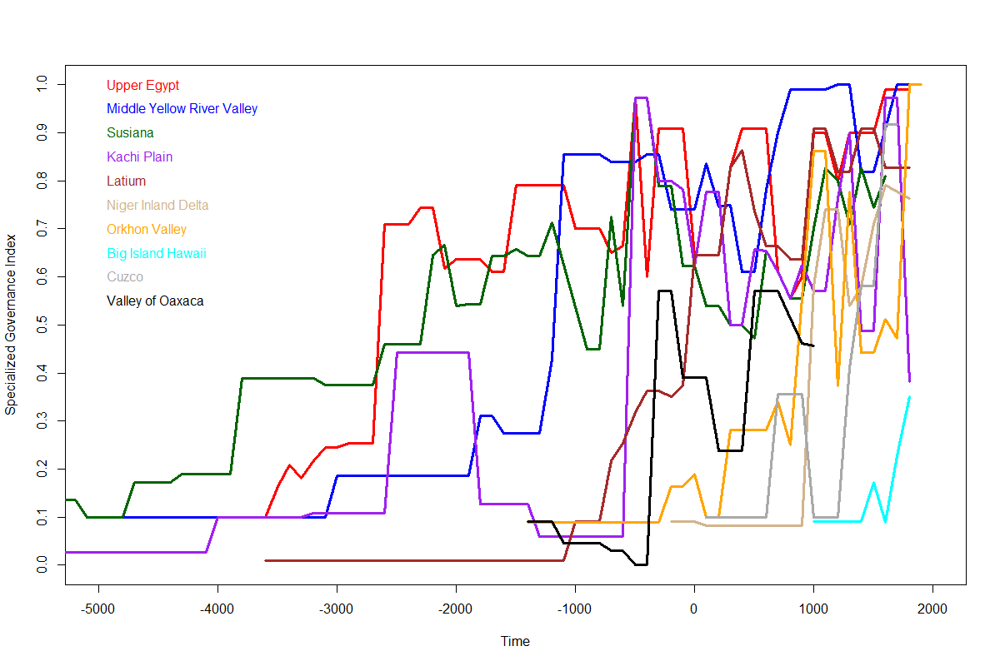 Upper Egypt
Middle Yellow River Valley
Susiana
Kachi Plain
Latium
Niger Inland Delta
Orkhon Valley
Big Island Hawaii
Cuzco
Valley of Oaxaca
Specialized Governance Index
1.0
0.9
0.8
0.7
0.6
0.5
0.4
0.3
0.2
0.1
0.0
-5000 -4000 -3000 -2000 -1000 0 1000 2000
Time